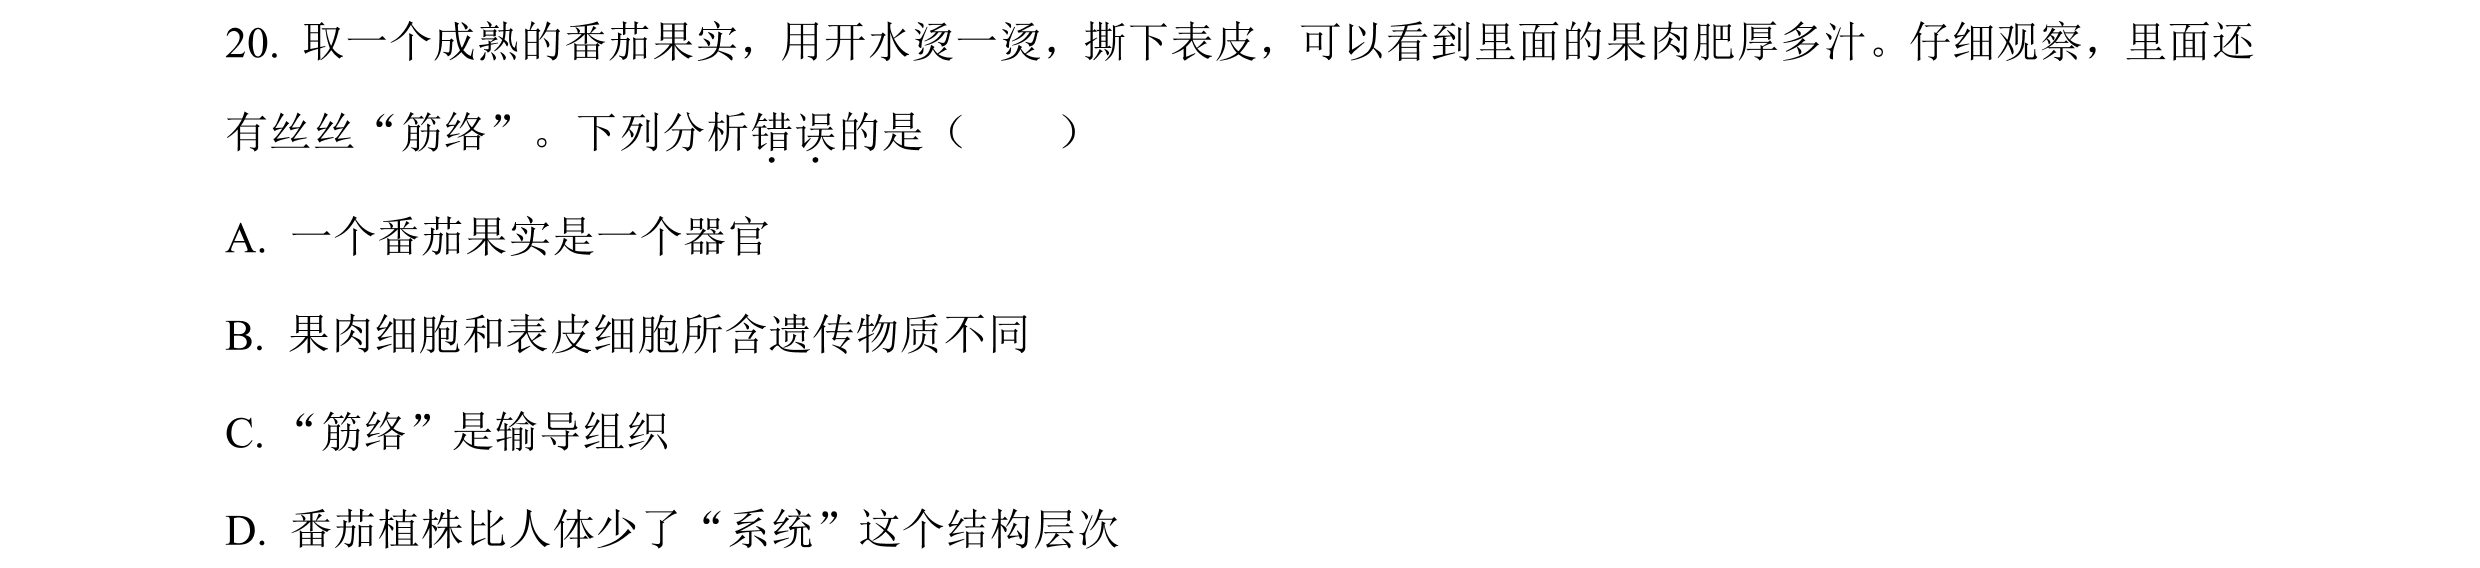 20. 取一个成熟的番茄果实，用开水烫一烫，撕下表皮，可以看到里面的果肉肥厚多汁。仔细观察，里面还
有丝丝“筋络”。下列分析错误的是（　　）
A. 一个番茄果实是一个器官
B. 果肉细胞和表皮细胞所含遗传物质不同
C. “筋络”是输导组织
D. 番茄植株比人体少了“系统”这个结构层次